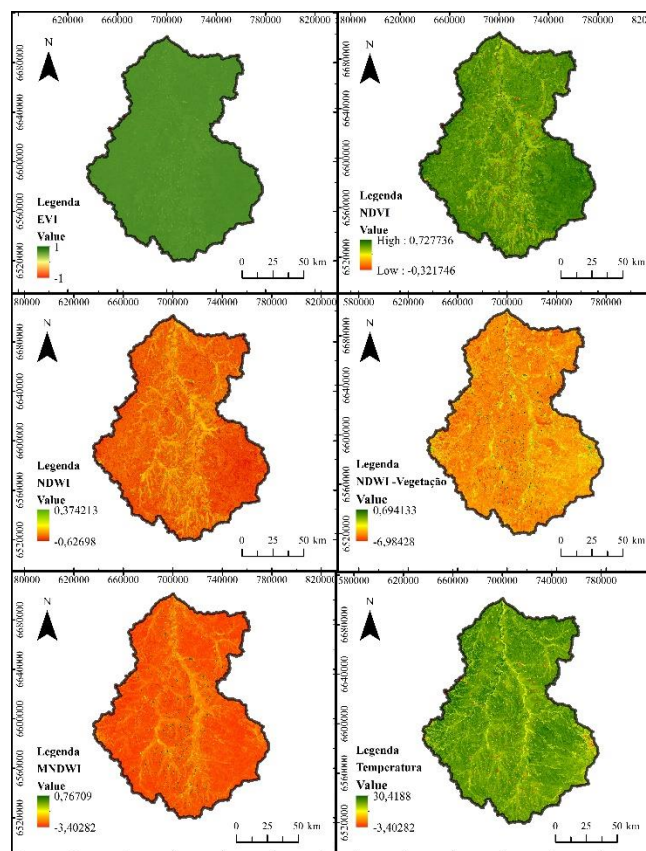 620000 660000 700000 740000 780000 820
N
6520000 6560000 6600000 6640000 6680000
Legenda
EVI
Value
1
-1
0 25 50 km
620000 660000 700000 740000 780000 820
N
6520000 6560000 6600000 6640000 6680000
Legenda
NDVI
Value
High : 0,727736
Low : -0,321746
0 25 50 km
80000 620000 660000 700000 740000 780000
N
6520000 6560000 6600000 6640000 6680000
Legenda
NDWI
Value
0,374213
-0,62698
0 25 50 km
580000 620000 660000 700000 740000 780000
N
6520000 6560000 6600000 6640000 6680000
Legenda
NDWI -Vegetação
Value
0,694133
-6,98428
0 25 50 km
80000 620000 660000 700000 740000 780000
N
6520000 6560000 6600000 6640000 6680000
Legenda
MNDWI
Value
0,76709
-3,40282
0 25 50 km
580000 620000 660000 700000 740000 780000
N
6520000 6560000 6600000 6640000 6680000
Legenda
Temperatura
Value
30,4188
-3,40282
0 25 50 km